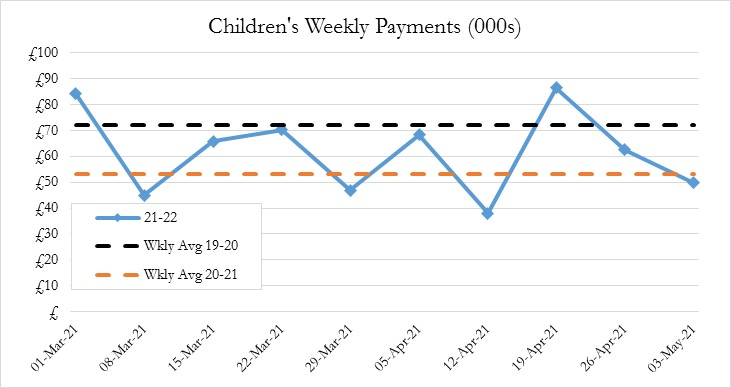 Children's Weekly Payments (000s)
£100
£90
£80
£70
£60
£50
£40
£30
£20
£10
£
21-22
Wkly Avg 19-20
Wkly Avg 20-21
01-Mar-21
08-Mar-21
15-Mar-21
22-Mar-21
29-Mar-21
05-Apr-21
12-Apr-21
19-Apr-21
26-Apr-21
03-May-21